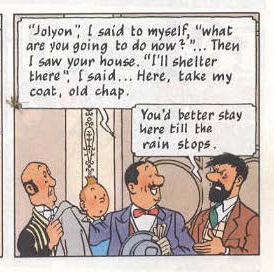 "Jolyon", I said to myself, "what
are you going to do now?"... Then
I saw your house. "I'll shelter
there", I said... Here, take my
coat, old chap.
You'd better stay
here till the
rain stops.